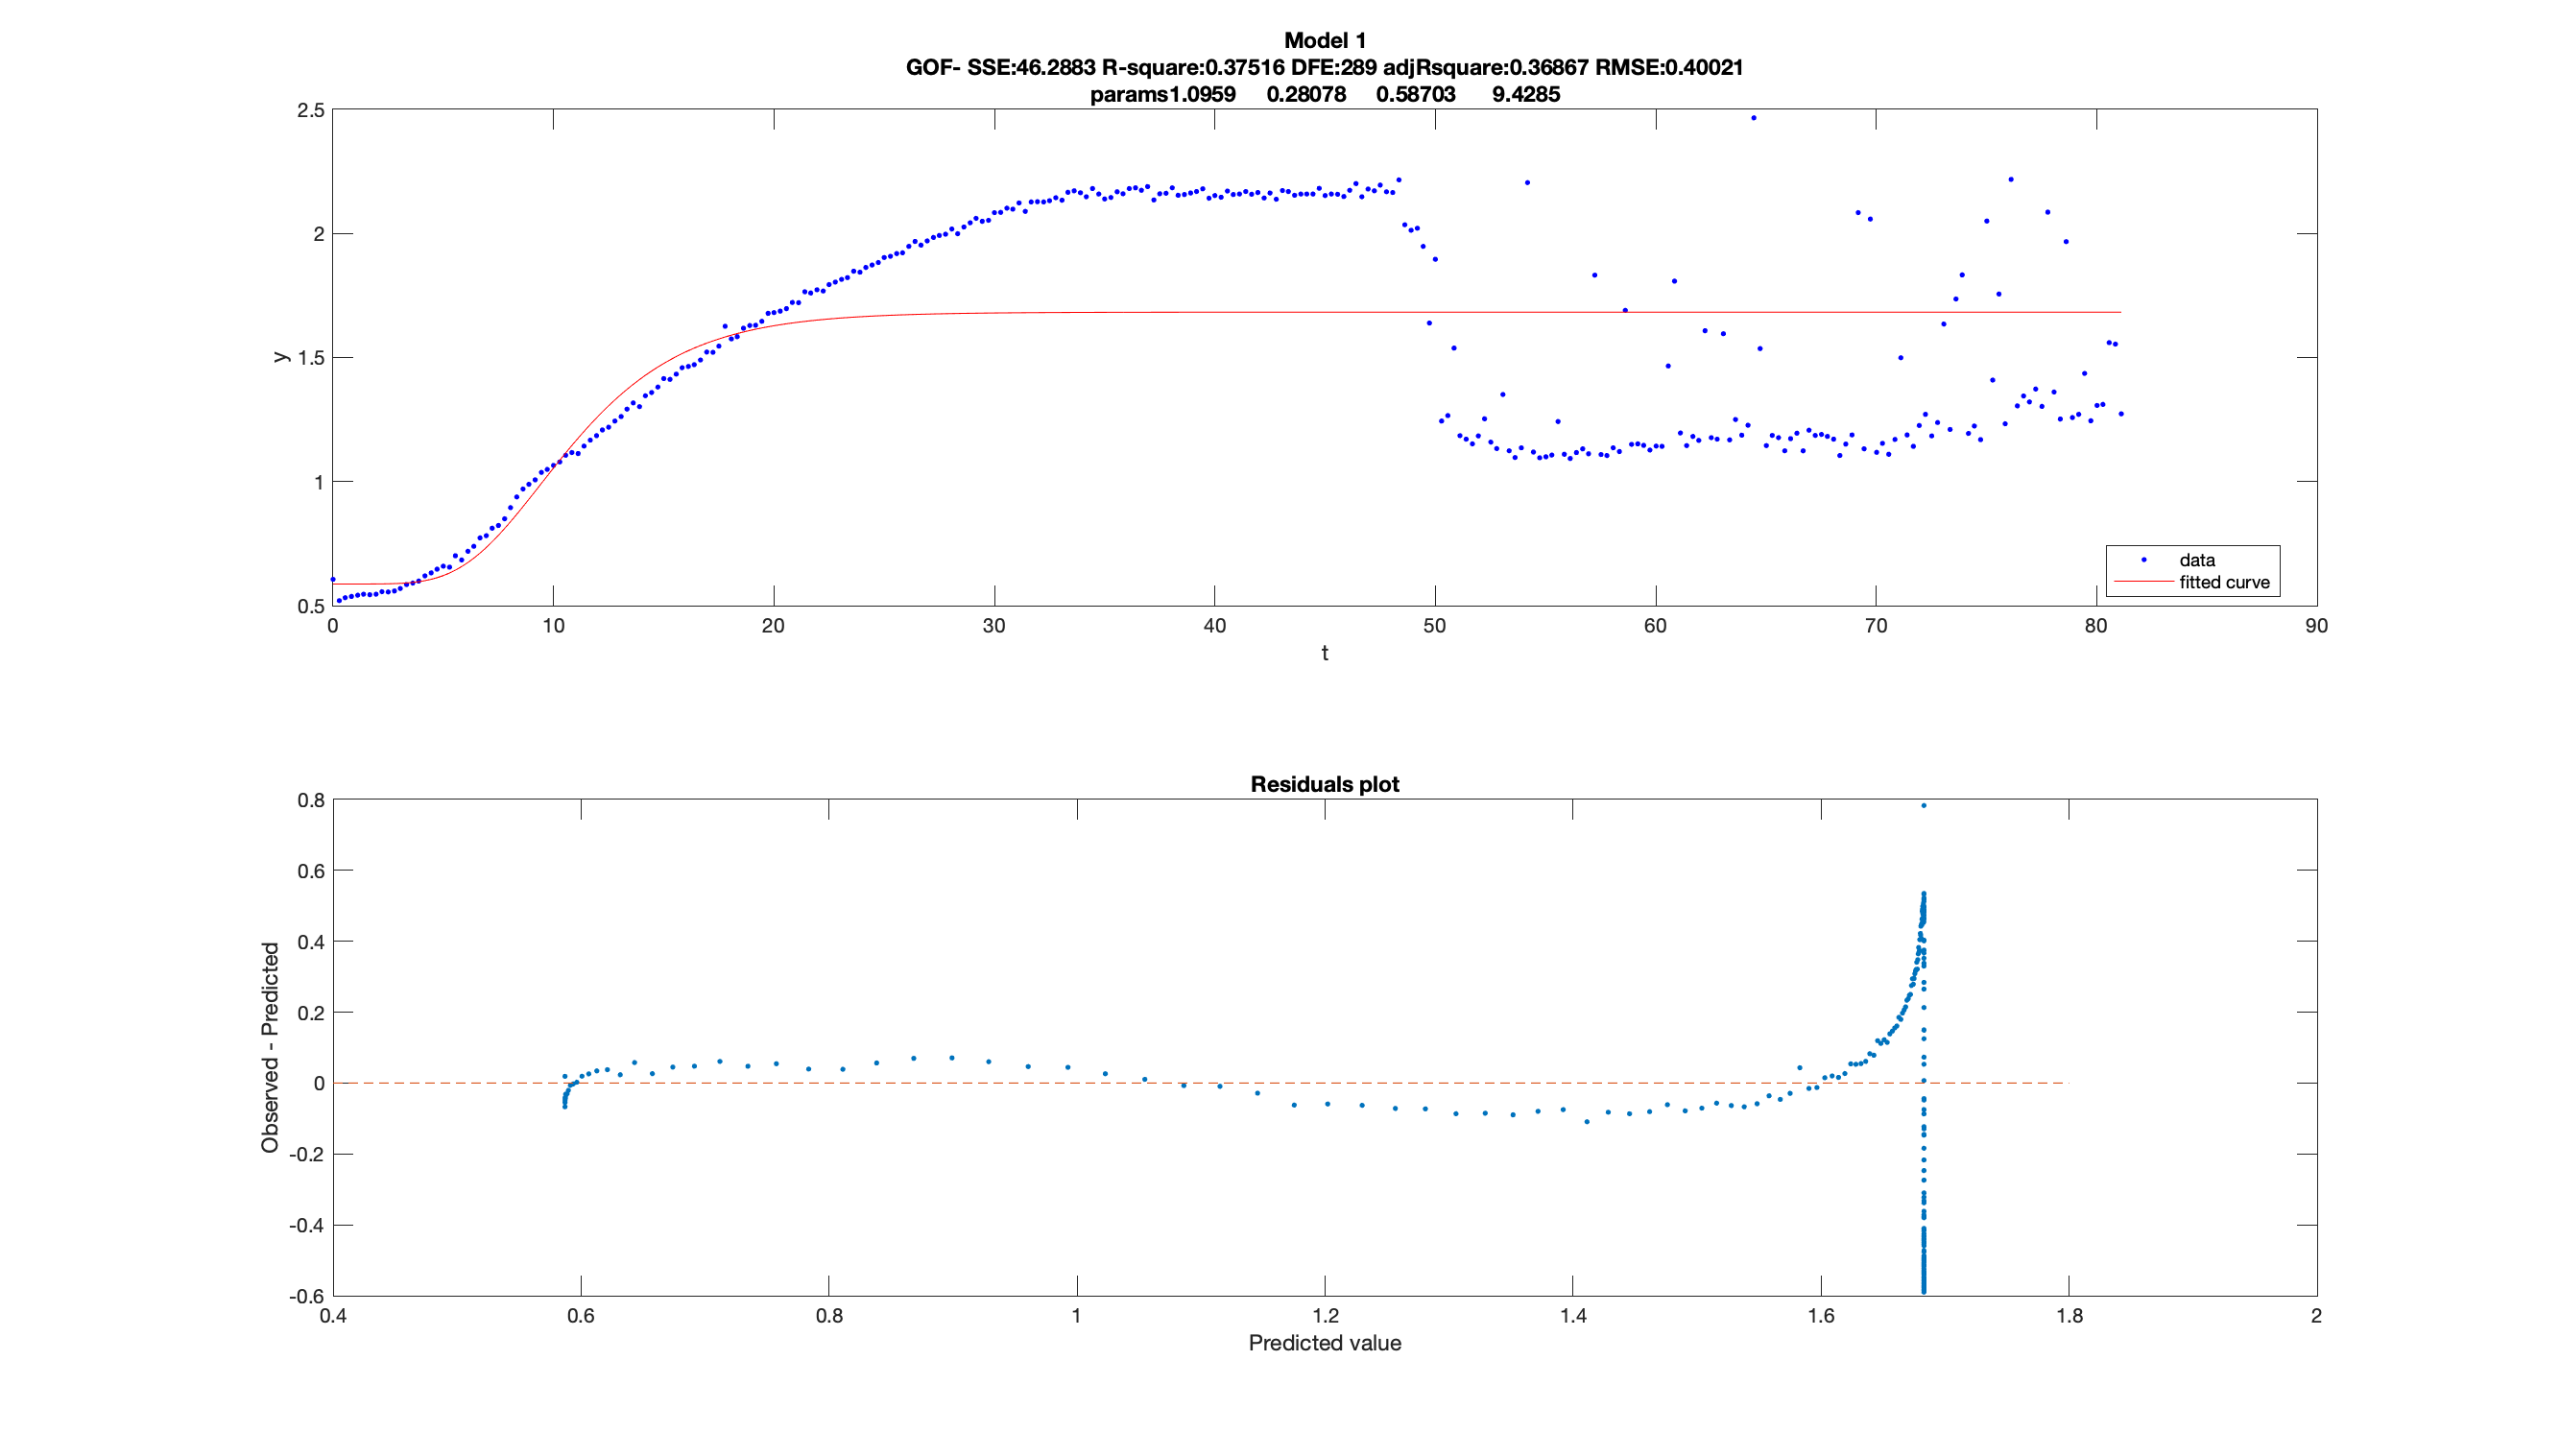 Model 1
GOF- SSE:46.2883 R-square:0.37516 DFE:289 adjRsquare:0.36867 RMSE:0.40021
params1.0959 0.28078 0.58703 9.4285
2.5
2
1.5
1
0.5
y
0 10 20 30 40 50 60 70 80 90
t
data
fitted curve
Residuals plot
0.8
0.6
0.4
0.2
0
-0.2
-0.4
-0.6
Observed - Predicted
0.4 0.6 0.8 1 1.2 1.4 1.6 1.8 2
Predicted value